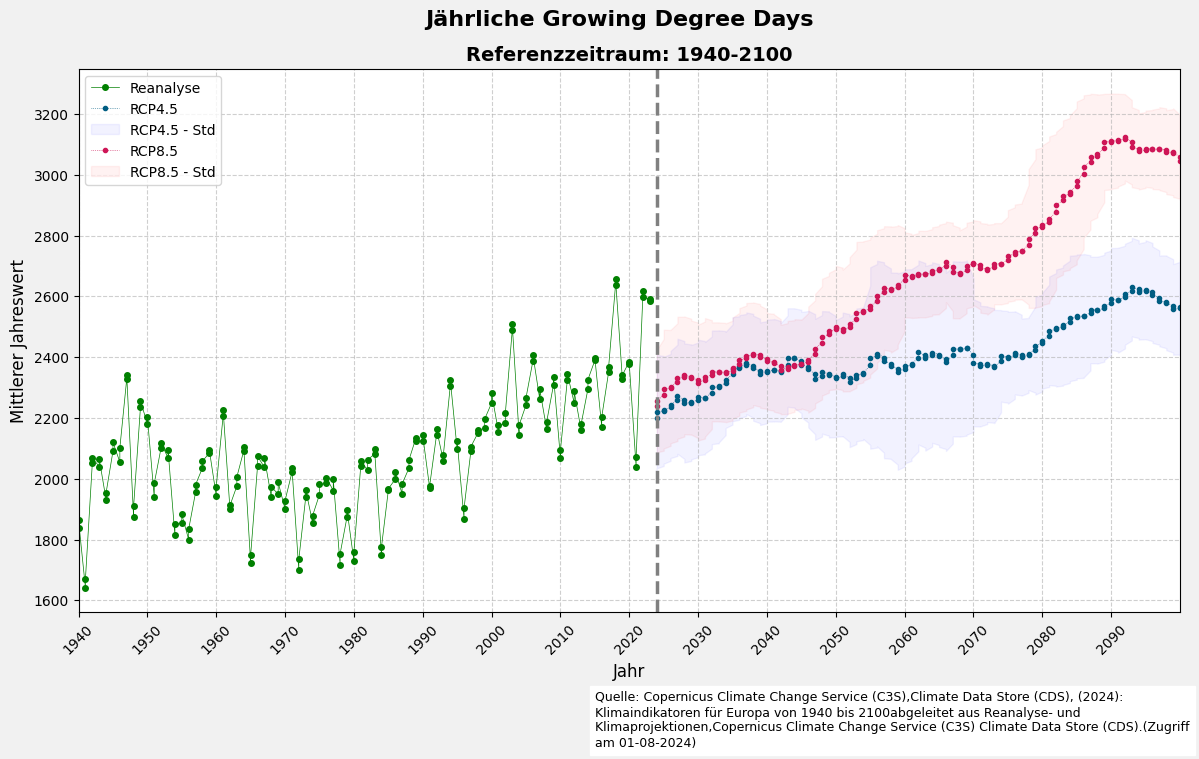 Jährliche Growing Degree Days
Referenzzeitraum: 1940-2100
Reanalyse
RCP4.5
RCP4.5 - Std
RCP8.5
RCP8.5 - Std
Mittlerer Jahreswert
3200
3000
2800
2600
2400
2200
2000
1800
1600
1940 1950 1960 1970 1980 1990 2000 2010 2020 2030 2040 2050 2060 2070 2080 2090
Jahr
Quelle: Copernicus Climate Change Service (C3S),Climate Data Store (CDS), (2024):
Klimaindikatoren für Europa von 1940 bis 2100abgeleitet aus Reanalyse- und
Klimaprojektionen,Copernicus Climate Change Service (C3S) Climate Data Store (CDS).(Zugriff
am 01-08-2024)